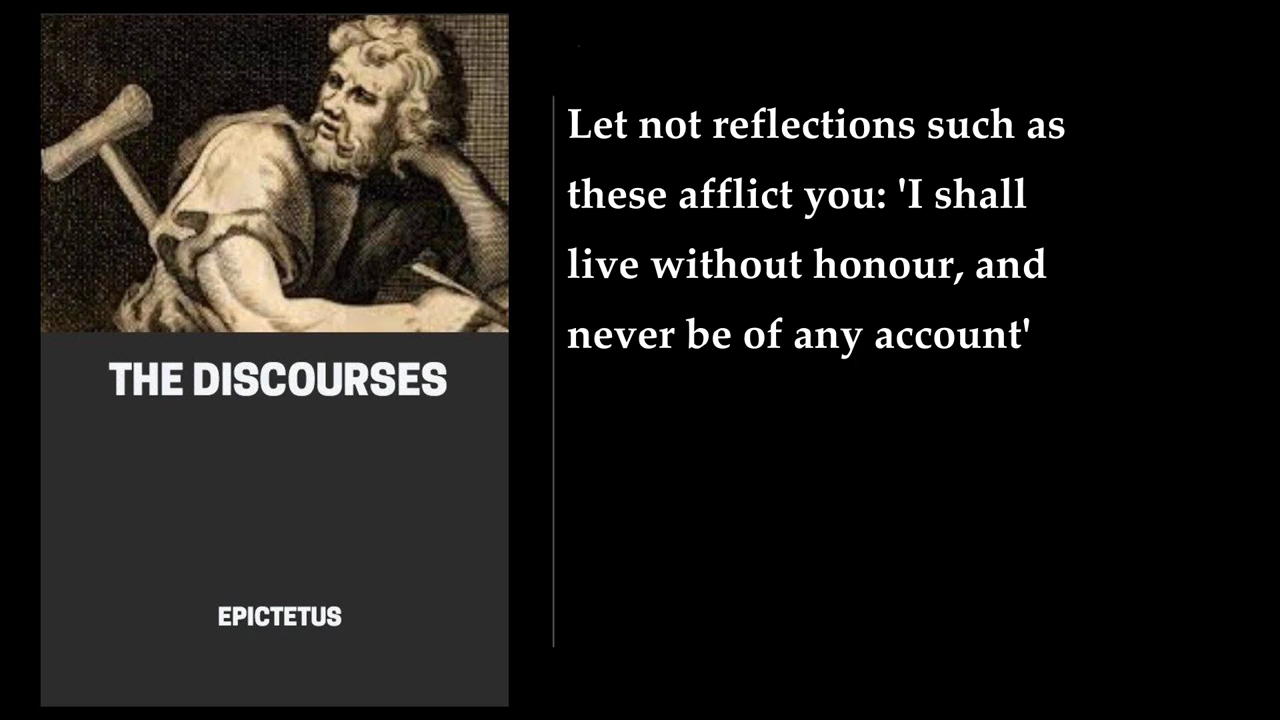 THE DISCOURSES
EPICTETUS
Let not reflections such as
these afflict you: 'I shall
live without honour, and
never be of any account'